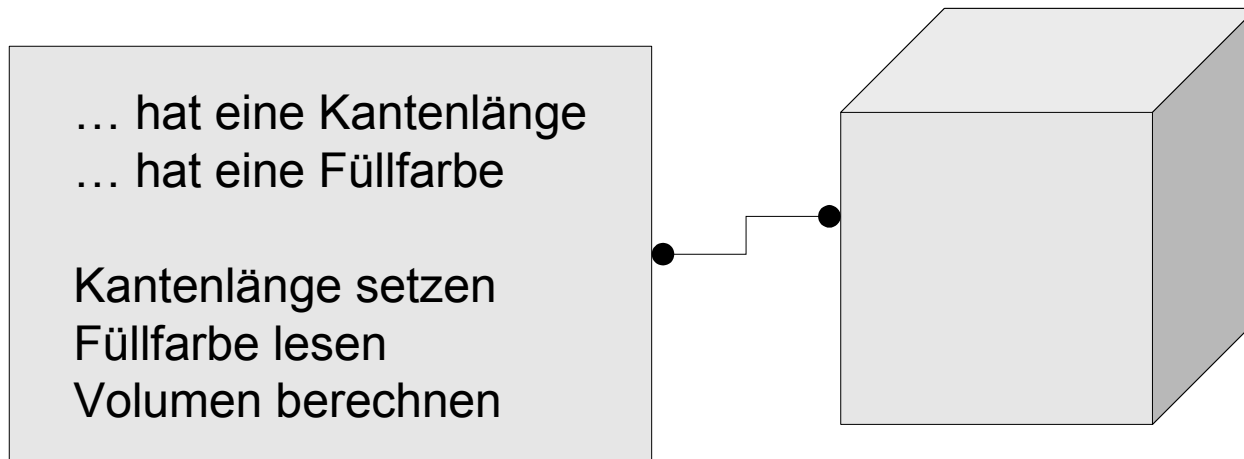 … hat eine Kantenlänge
… hat eine Füllfarbe
Kantenlänge setzen
Füllfarbe lesen
Volumen berechnen